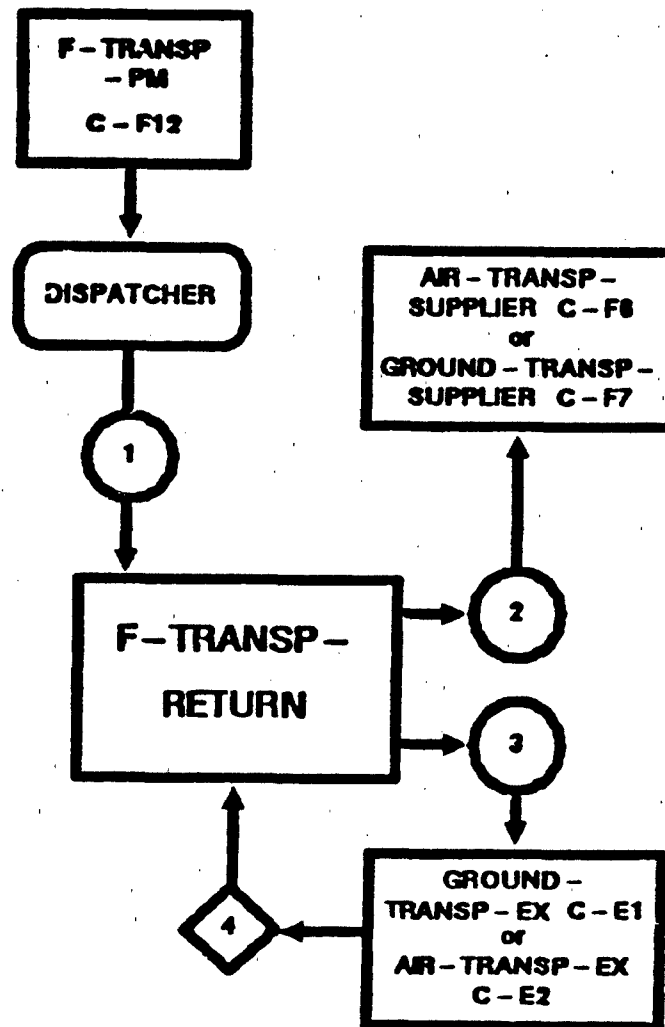 F-TRANSP
-PM
C-F12
DISPATCHER
1
F-TRANSP-
RETURN
AIR-TRANSP-
SUPPLIER C-F6
or
GROUND-TRANSP-
SUPPLIER C-F7
2
3
GROUND-
TRANSP-EX C-E1
or
AIR-TRANSP-EX
C-E2
4